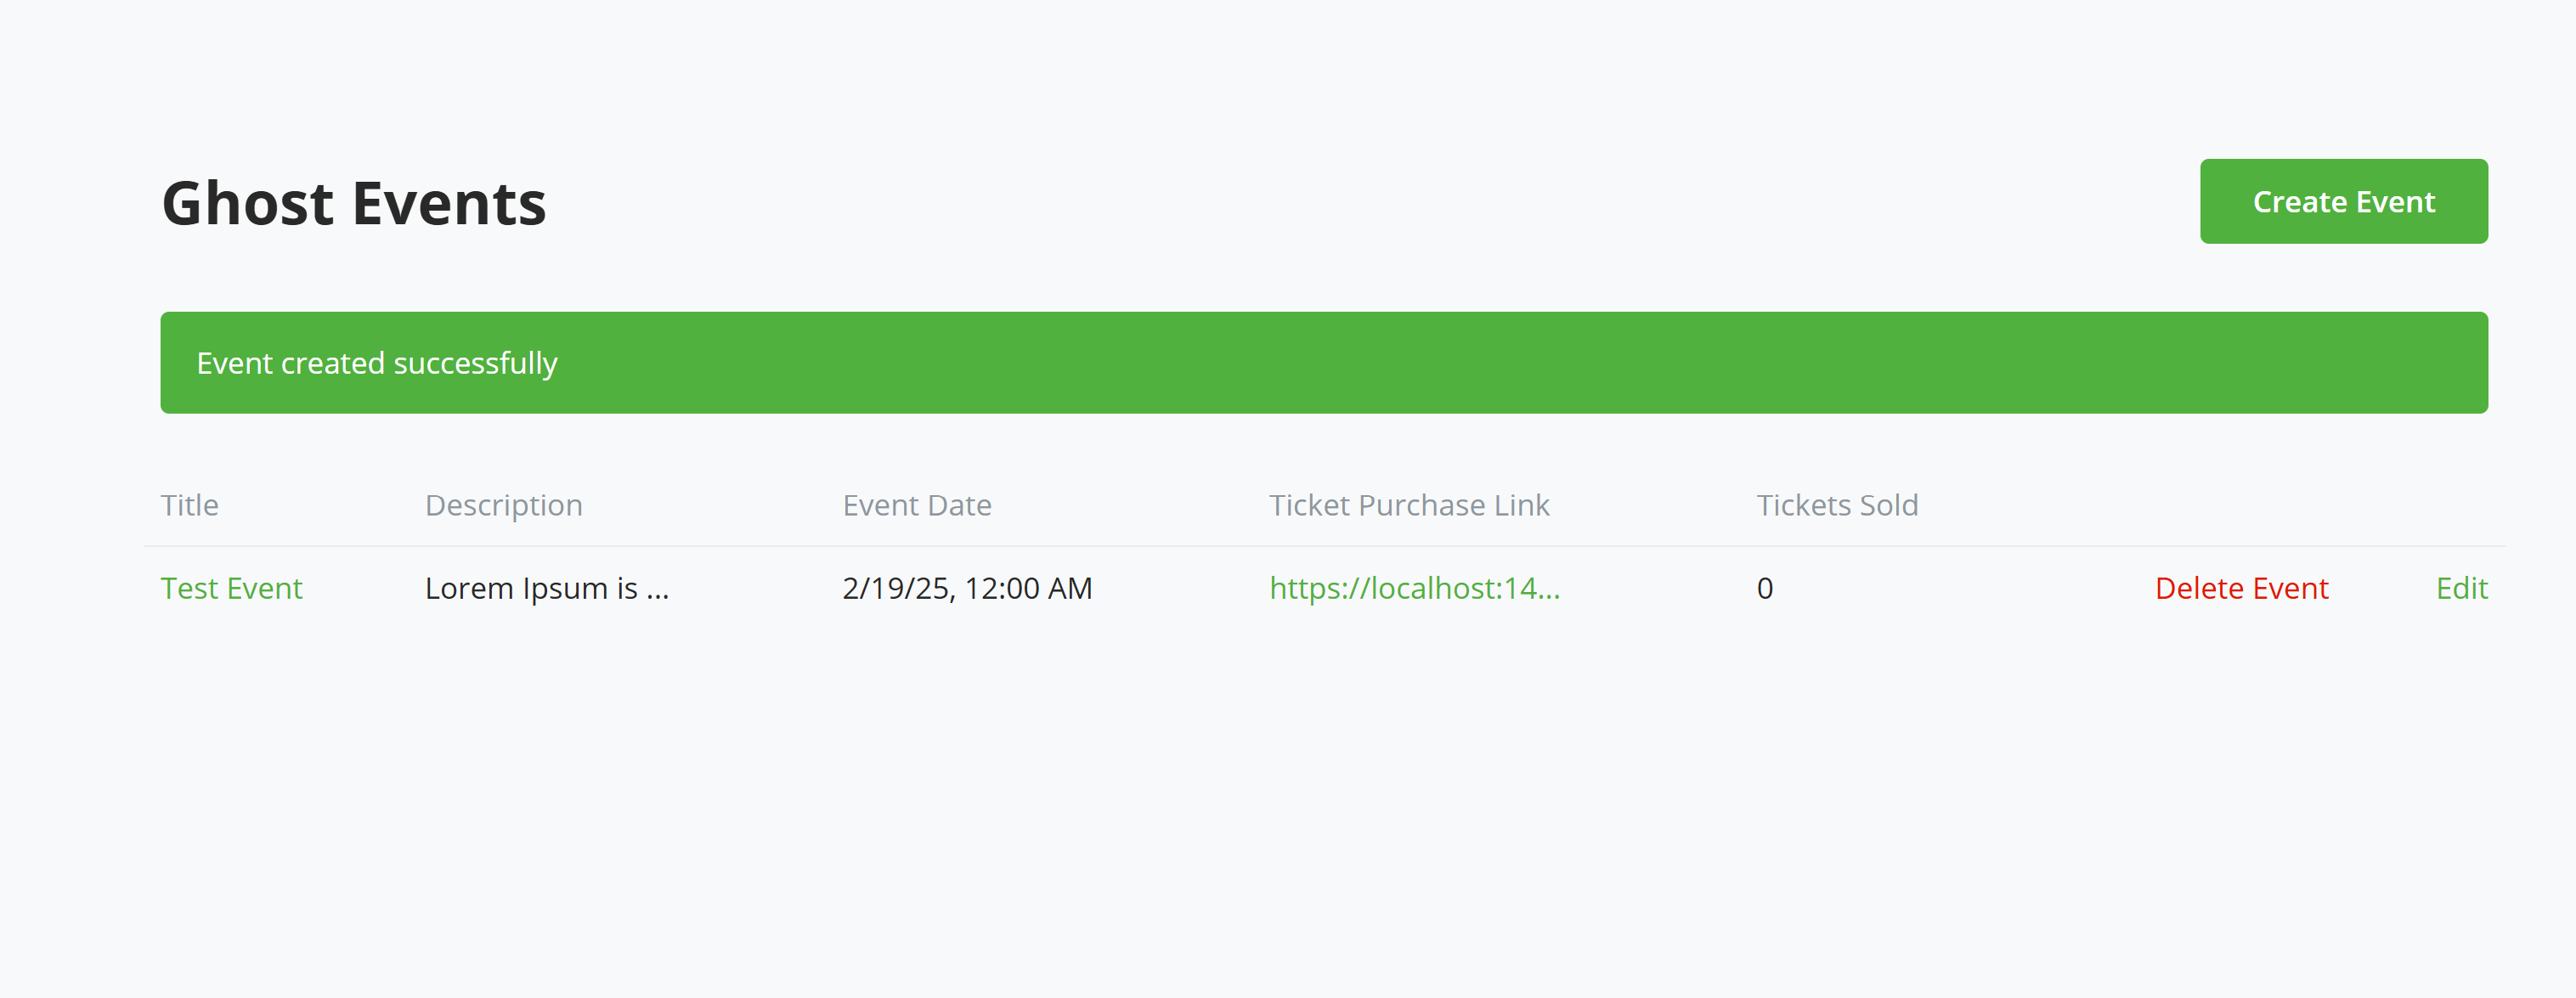 Ghost Events
Create Event
Event created successfully
Title Description Event Date Ticket Purchase Link Tickets Sold
Test Event Lorem Ipsum is ... 2/19/25, 12:00 AM https://localhost:14... 0 Delete Event Edit